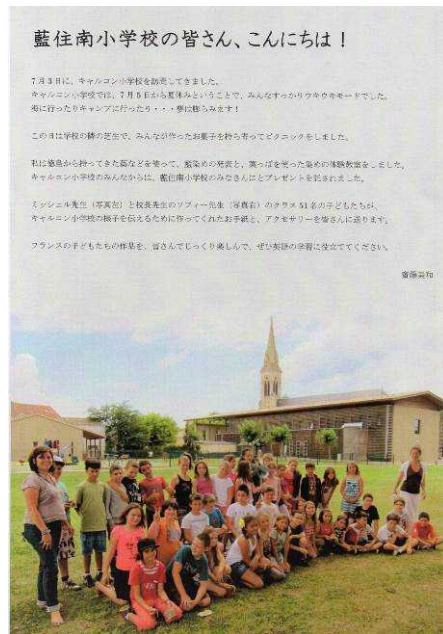 藍住南小学校の皆さん、こんにちは！
7月3日に、キャルコン小学校を訪問してきました。
キャルコン小学校では、7月5日から夏休みということで、みんなすっかりウキウキモードでした。
海に行ったりキャンプに行ったり・・・夢は膨らみます！
この日は学校の隣の芝生で、みんなが作ったお菓子を持ち寄ってピクニックをしました。
私は徳島から持ってきた藍などを使って、藍染めの発表と、葉っぱを使った染めの体験教室をしました。
キャルコン小学校のみんなからは、藍住南小学校のみなさんにとプレゼントを託されました。
ミッシェル先生（写真左）と校長先生のソフィー先生（写真右）のクラス51名の子どもたちが、
キャルコン小学校の様子を伝えるために作ってくれたお手紙と、アクセサリーを皆さんに送ります。
フランスの子どもたちの作品を、皆さんでじっくり楽しんで、ぜひ英語の学習に役立ててください。
齋藤美和